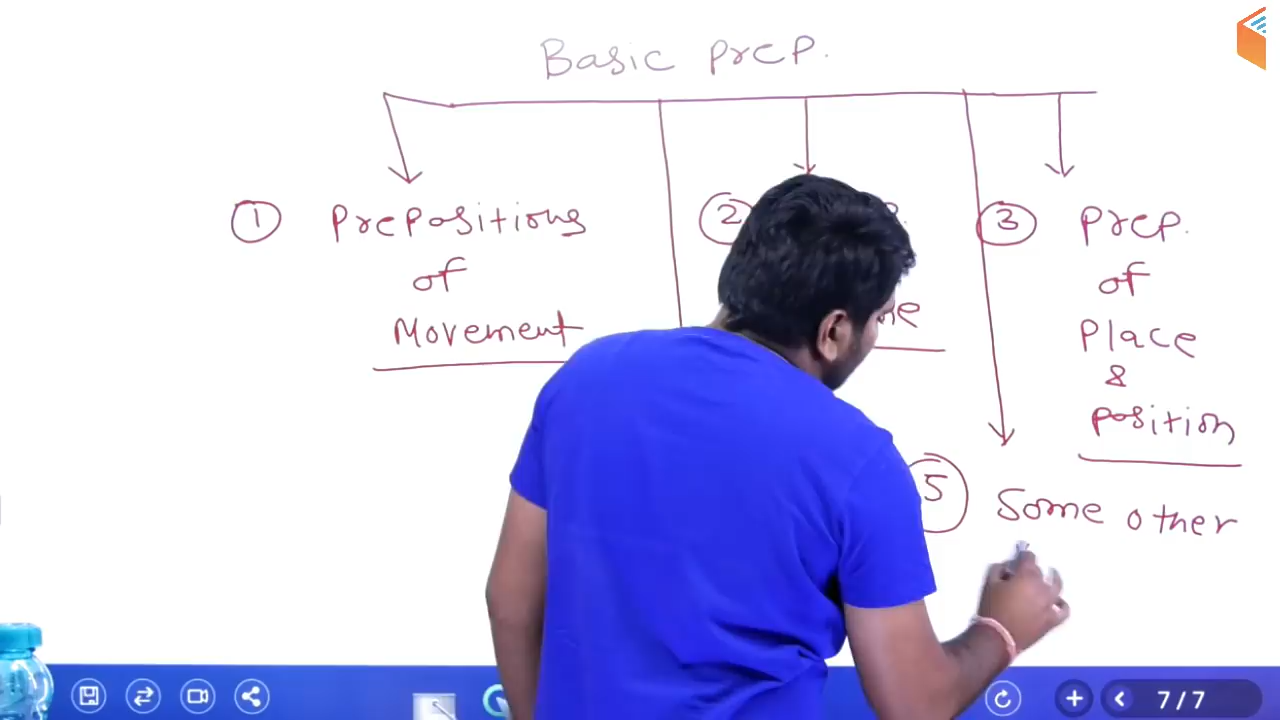 Basic Prep.
1 Prepositions
of
Movement
2
3 Prep.
of
Place
&
Position
5 Some other
7/7